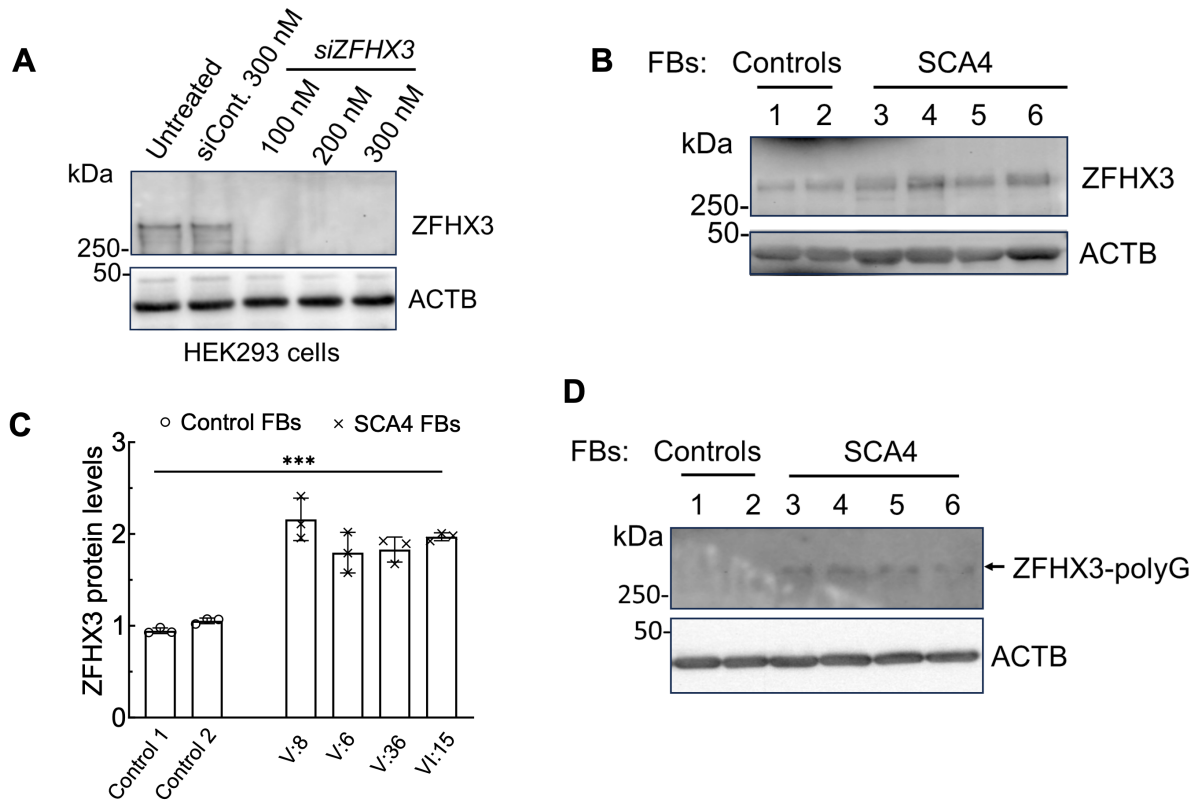 A
Untreated
siCont. 300 nM
siZFHX3
100 nM
200 nM
300 nM
kDa
ZFHX3
250-
50-
ACTB
HEK293 cells
B
FBs: Controls SCA4
1 2 3 4 5 6
kDa
ZFHX3
250-
50-
ACTB
C
Control FBs × SCA4 FBs
***
ZFHX3 protein levels
3
2
1
0
Control 1
Control 2
V:8
V:6
V:36
VI:15
D
FBs: Controls SCA4
1 2 3 4 5 6
kDa
ZFHX3-polyG
250-
50-
ACTB